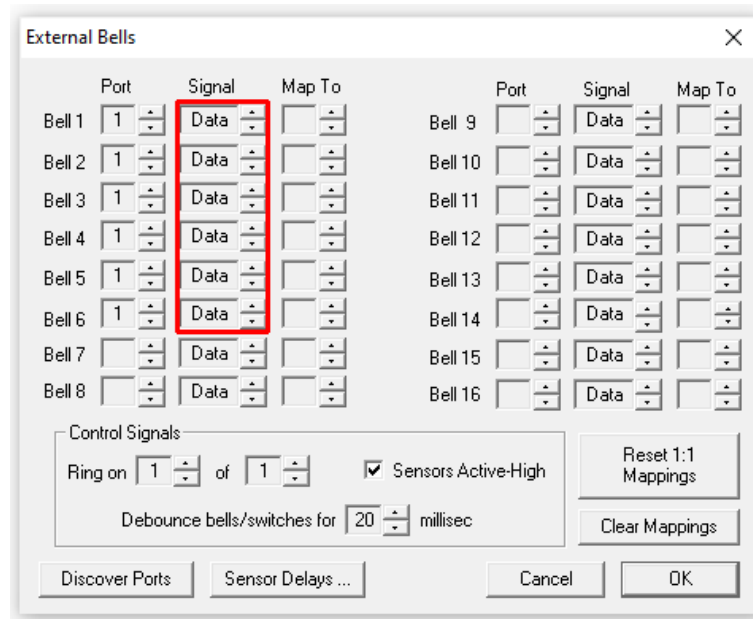 External Bells
Port Signal Map To Port Signal Map To
Bell 1 1 Data Bell 9 Data
Bell 2 1 Data Bell 10 Data
Bell 3 1 Data Bell 11 Data
Bell 4 1 Data Bell 12 Data
Bell 5 1 Data Bell 13 Data
Bell 6 1 Data Bell 14 Data
Bell 7 Data Bell 15 Data
Bell 8 Data Bell 16 Data
Control Signals
Ring on 1 of 1 Sensors Active-High
Debounce bells/switches for 20 millisec
Reset 1:1
Mappings
Clear Mappings
Discover Ports Sensor Delays ... Cancel OK